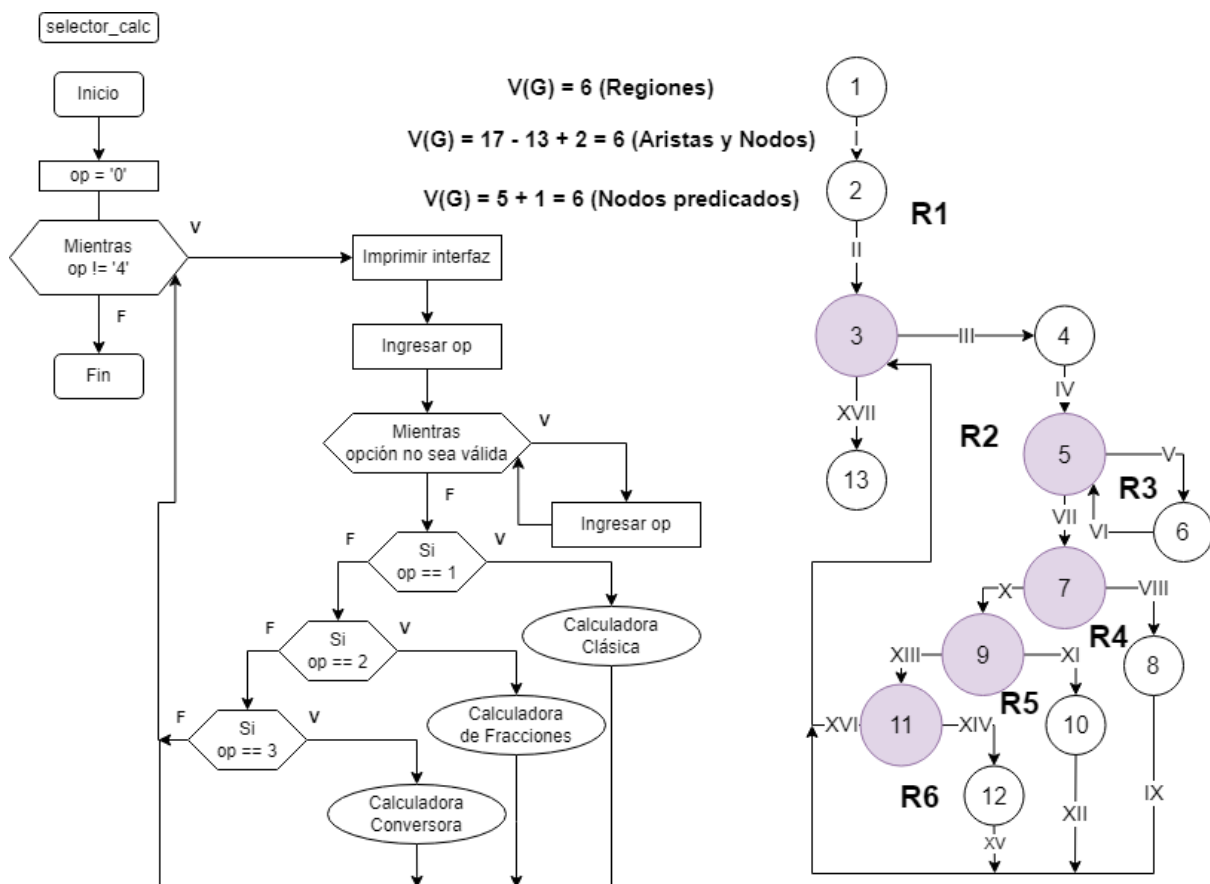 selector_calc
Inicio
op = '0'
Mientras
op != '4'
V
F
Fin
Imprimir interfaz
Ingresar op
Mientras
opción no sea válida
V
F
Ingresar op
Si
op == 1
F
V
Calculadora
Clásica
Si
op == 2
F
V
Calculadora
de Fracciones
Si
op == 3
F
V
Calculadora
Conversora
V(G) = 6 (Regiones)
V(G) = 17 - 13 + 2 = 6 (Aristas y Nodos)
V(G) = 5 + 1 = 6 (Nodos predicados)
1
I
2
R1
II
3
III
4
XVII
IV
13
R2
5
V
R3
VI
6
VII
7
X
VIII
R4
8
9
XIII
XI
R5
10
11
XVI
XIV
R6
12
XV
XII
IX